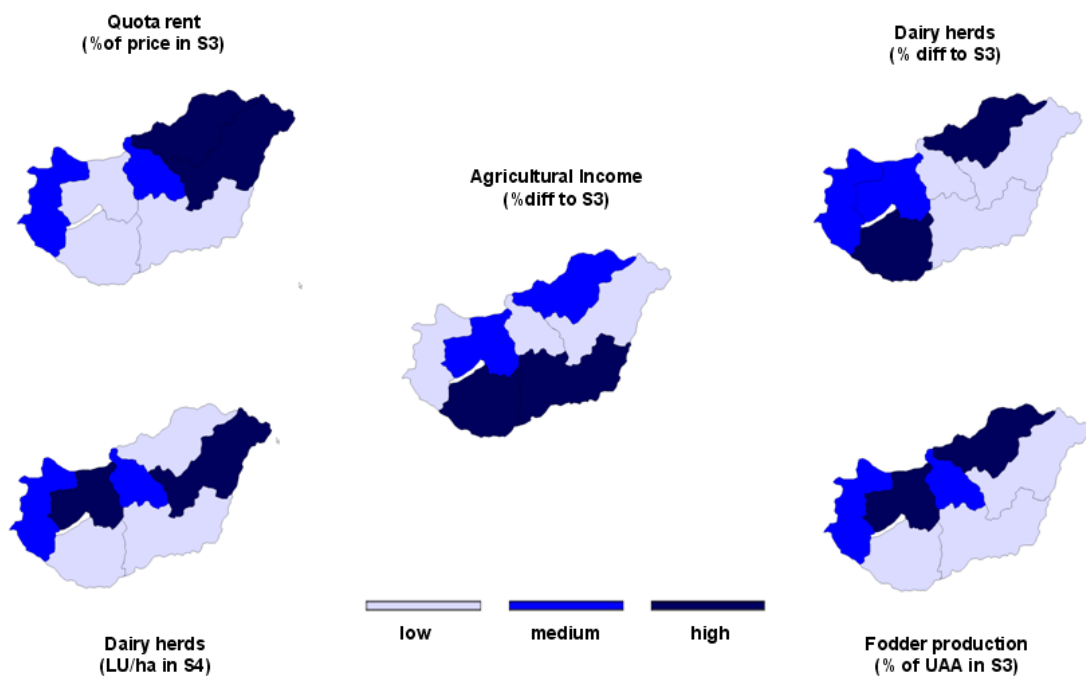 Quota rent
(%of price in S3)
Dairy herds
(% diff to S3)
Agricultural Income
(%diff to S3)
low
medium
high
Dairy herds
(LU/ha in S4)
Fodder production
(% of UAA in S3)